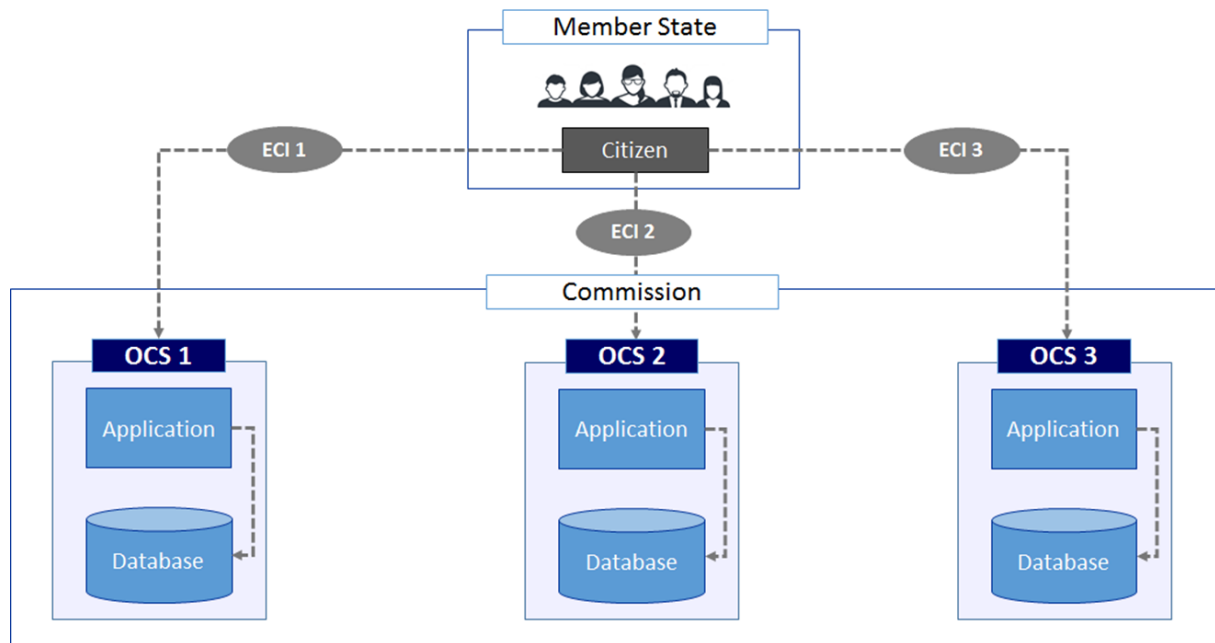 Member State
ECI 1
Citizen
ECI 3
ECI 2
Commission
OCS 1
OCS 2
OCS 3
Application
Application
Application
Database
Database
Database